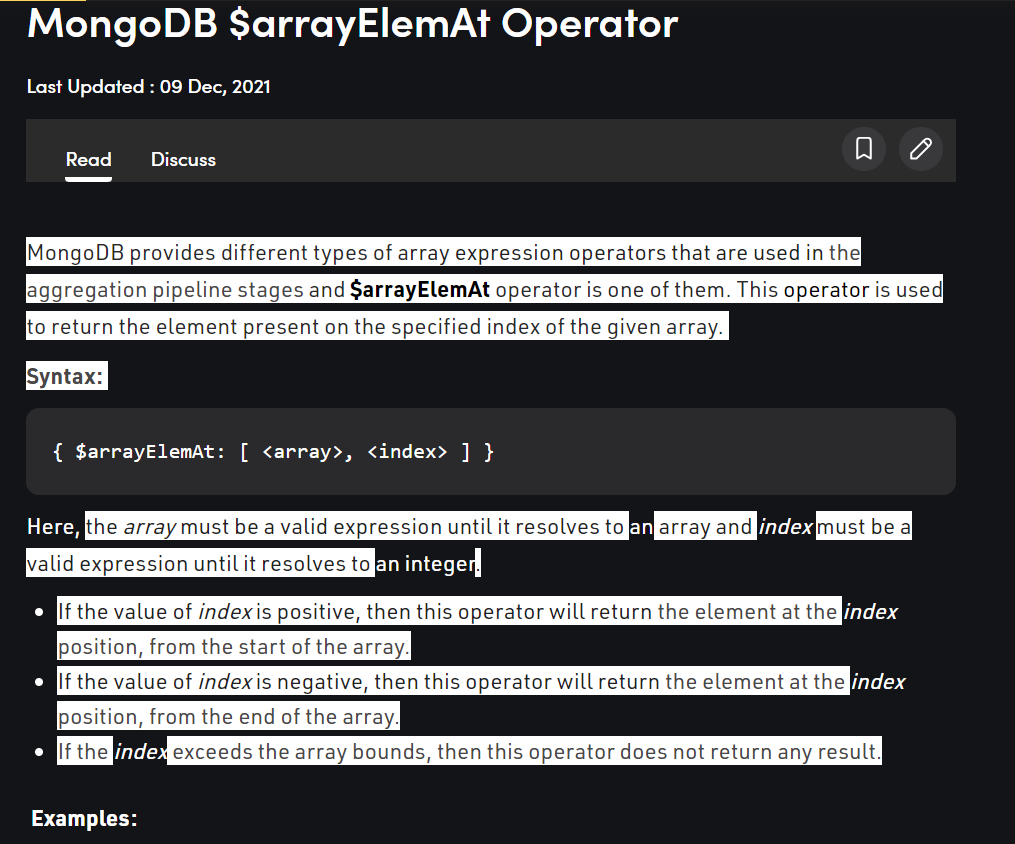 MongoDB $arrayElemAt Operator
Last Updated : 09 Dec, 2021
Read Discuss
MongoDB provides different types of array expression operators that are used in the
aggregation pipeline stages and $arrayElemAt operator is one of them. This operator is used
to return the element present on the specified index of the given array.
Syntax:
{ $arrayElemAt: [ <array>, <index> ] }
Here, the array must be a valid expression until it resolves to an array and index must be a
valid expression until it resolves to an integer.
• If the value of index is positive, then this operator will return the element at the index
position, from the start of the array.
• If the value of index is negative, then this operator will return the element at the index
position, from the end of the array.
• If the index exceeds the array bounds, then this operator does not return any result.
Examples: